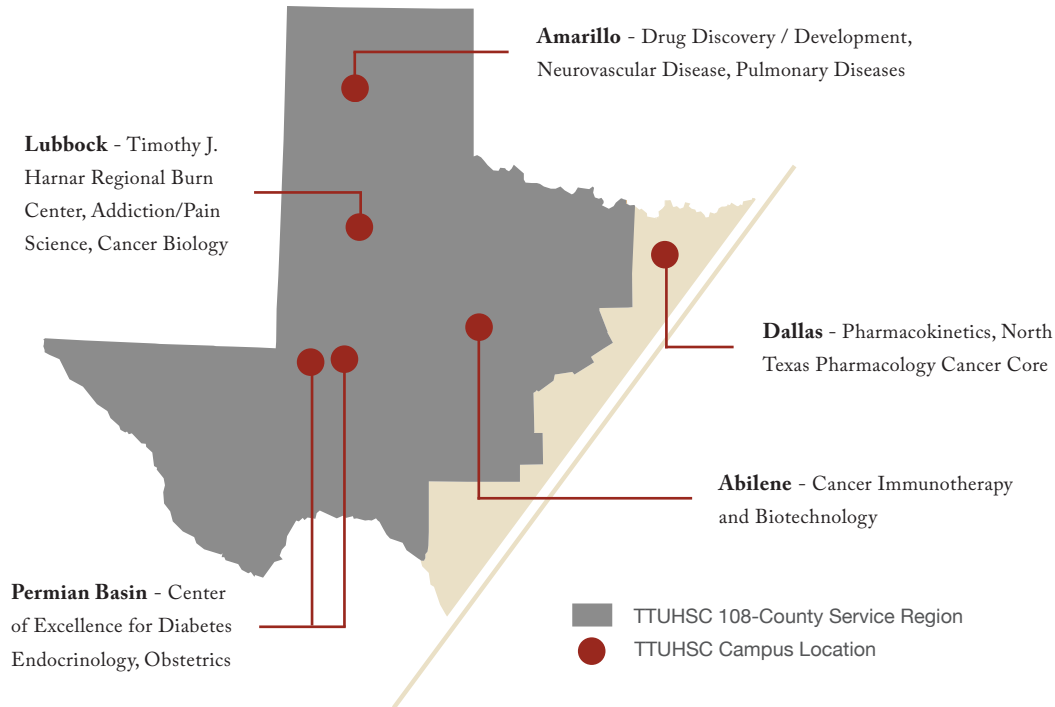 Amarillo - Drug Discovery / Development,
Neurovascular Disease, Pulmonary Diseases
Lubbock - Timothy J.
Harnar Regional Burn
Center, Addiction/Pain
Science, Cancer Biology
Dallas - Pharmacokinetics, North
Texas Pharmacology Cancer Core
Abilene - Cancer Immunotherapy
and Biotechnology
Permian Basin - Center
of Excellence for Diabetes
Endocrinology, Obstetrics
TTUHSC 108-County Service Region
TTUHSC Campus Location